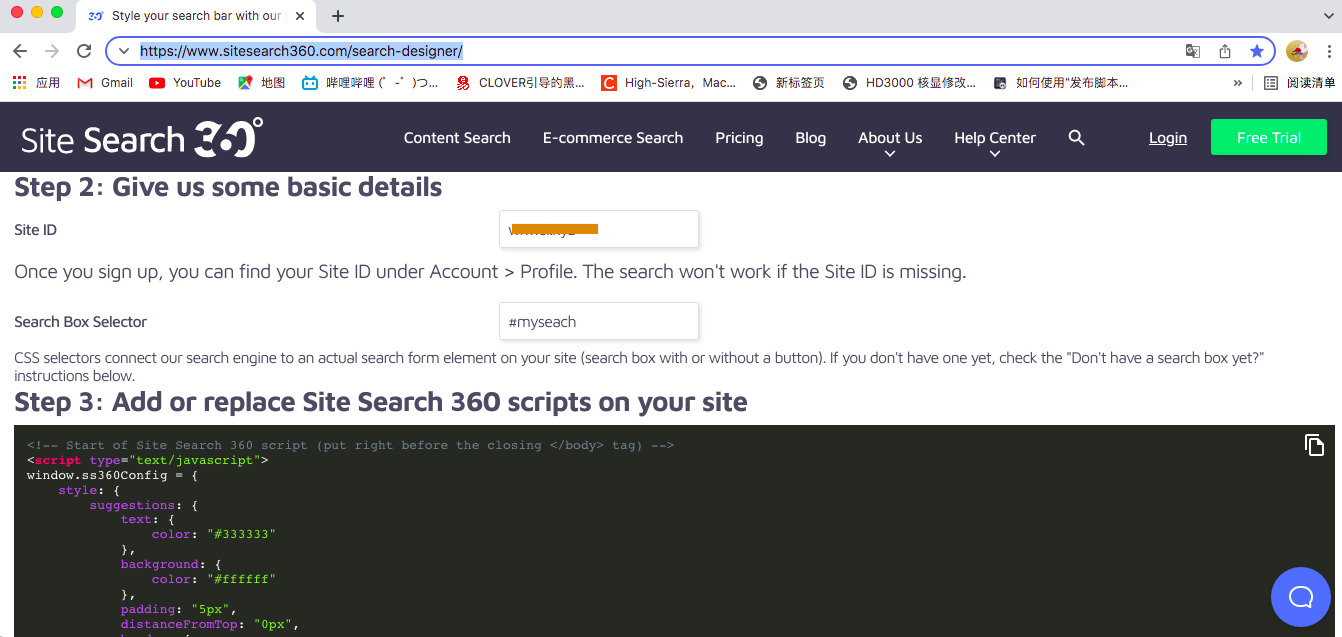 Style your search bar with our
https://www.sitesearch360.com/search-designer/
应用 Gmail YouTube 地图 哔哩哔哩 (゜-゜)つ... CLOVER引导的黑... High-Sierra，Mac... 新标签页 HD3000 核显修改... 如何使用"发布脚本... » 阅读清单
Site Search 360°
Content Search E-commerce Search Pricing Blog About Us Help Center Login Free Trial
Step 2: Give us some basic details
Site ID
Once you sign up, you can find your Site ID under Account > Profile. The search won't work if the Site ID is missing.
Search Box Selector #myseach
CSS selectors connect our search engine to an actual search form element on your site (search box with or without a button). If you don't have one yet, check the "Don't have a search box yet?"
instructions below.
Step 3: Add or replace Site Search 360 scripts on your site
<!-- Start of Site Search 360 script (put right before the closing </body> tag) -->
<script type="text/javascript">
window.ss360Config = {
style: {
suggestions: {
text: {
color: "#333333"
},
background: {
color: "#ffffff"
},
padding: "5px",
distanceFromTop: "0px",